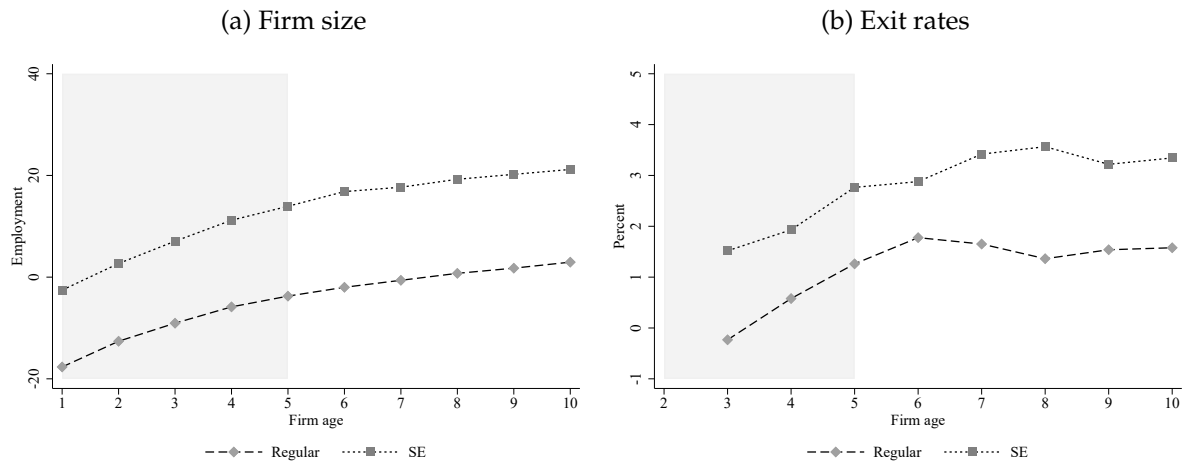 (a) Firm size
Employment
40
20
0
-20
1 2 3 4 5 6 7 8 9 10
Firm age
Regular SE
(b) Exit rates
Percent
5
4
3
2
1
0
-1
2 3 4 5 6 7 8 9 10
Firm age
Regular SE